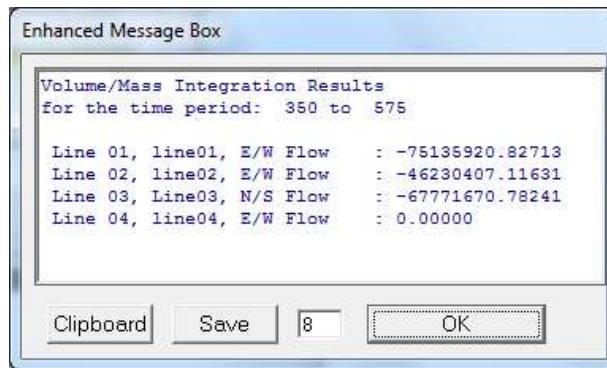 Enhanced Message Box
Volume/Mass Integration Results
for the time period:  350 to  575
Line 01, line01, E/W Flow    : -75135920.82713
Line 02, line02, E/W Flow    : -46230407.11631
Line 03, Line03, N/S Flow    : -67771670.78241
Line 04, line04, E/W Flow    : 0.00000
Clipboard Save 8 OK